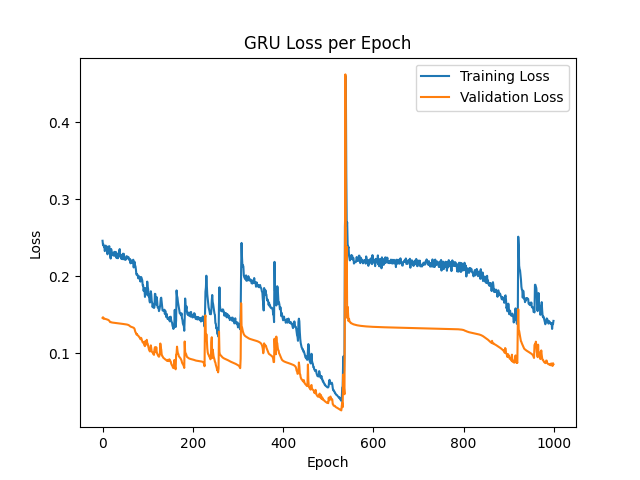 GRU Loss per Epoch
Training Loss
Validation Loss
Loss
0.4
0.3
0.2
0.1
0 200 400 600 800 1000
Epoch